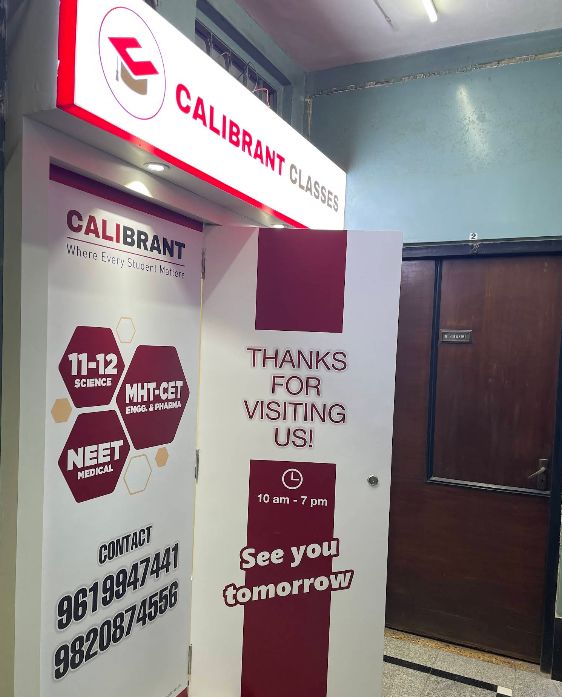 CALIBRANT CLASSES
CALIBRANT
Where Every Student Matters
11-12
SCIENCE
MHT-CET
ENGG. & PHARMA
NEET
MEDICAL
CONTACT
9619947441
9820874556
THANKS
FOR
VISITING
US!
10 am - 7 pm
See you
tomorrow
2